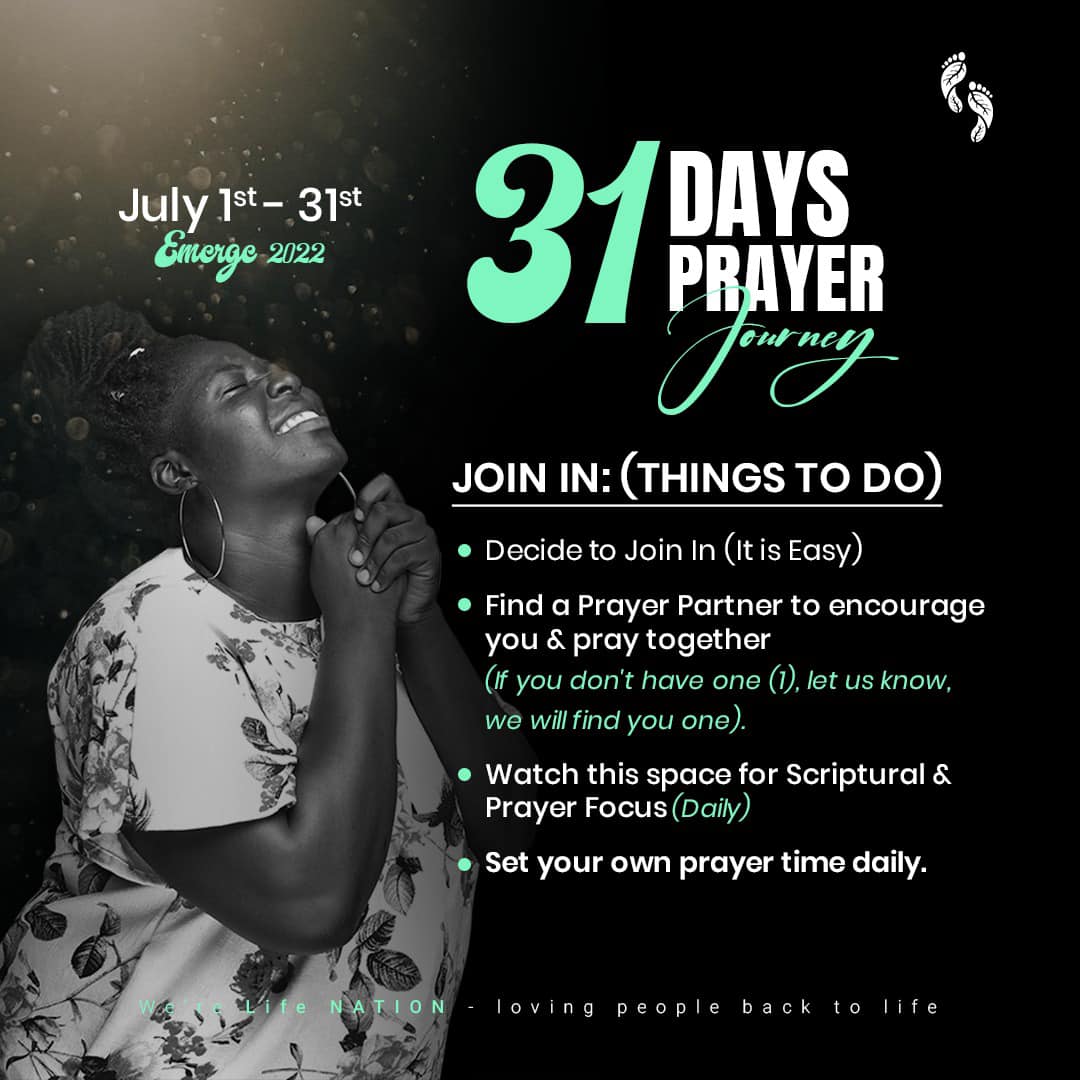 July 1st - 31st
Emerge 2022
31 DAYS
PRAYER
Journey
JOIN IN: (THINGS TO DO)
• Decide to Join In (It is Easy)
• Find a Prayer Partner to encourage
you & pray together
(If you don't have one (1), let us know,
we will find you one).
• Watch this space for Scriptural &
Prayer Focus (Daily)
• Set your own prayer time daily.
We're Life NATION - loving people back to life